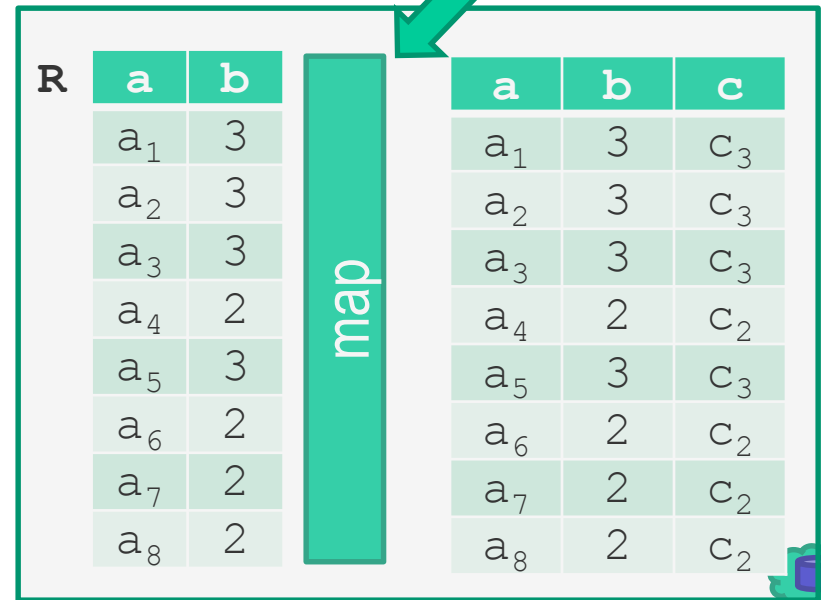 R a b a b c
a₁ 3 a₁ 3 c₃
a₂ 3 a₂ 3 c₃
a₃ 3 a₃ 3 c₃
a₄ 2 a₄ 2 c₂
a₅ 3 a₅ 3 c₃
a₆ 2 a₆ 2 c₂
a₇ 2 a₇ 2 c₂
a₈ 2 a₈ 2 c₂
map